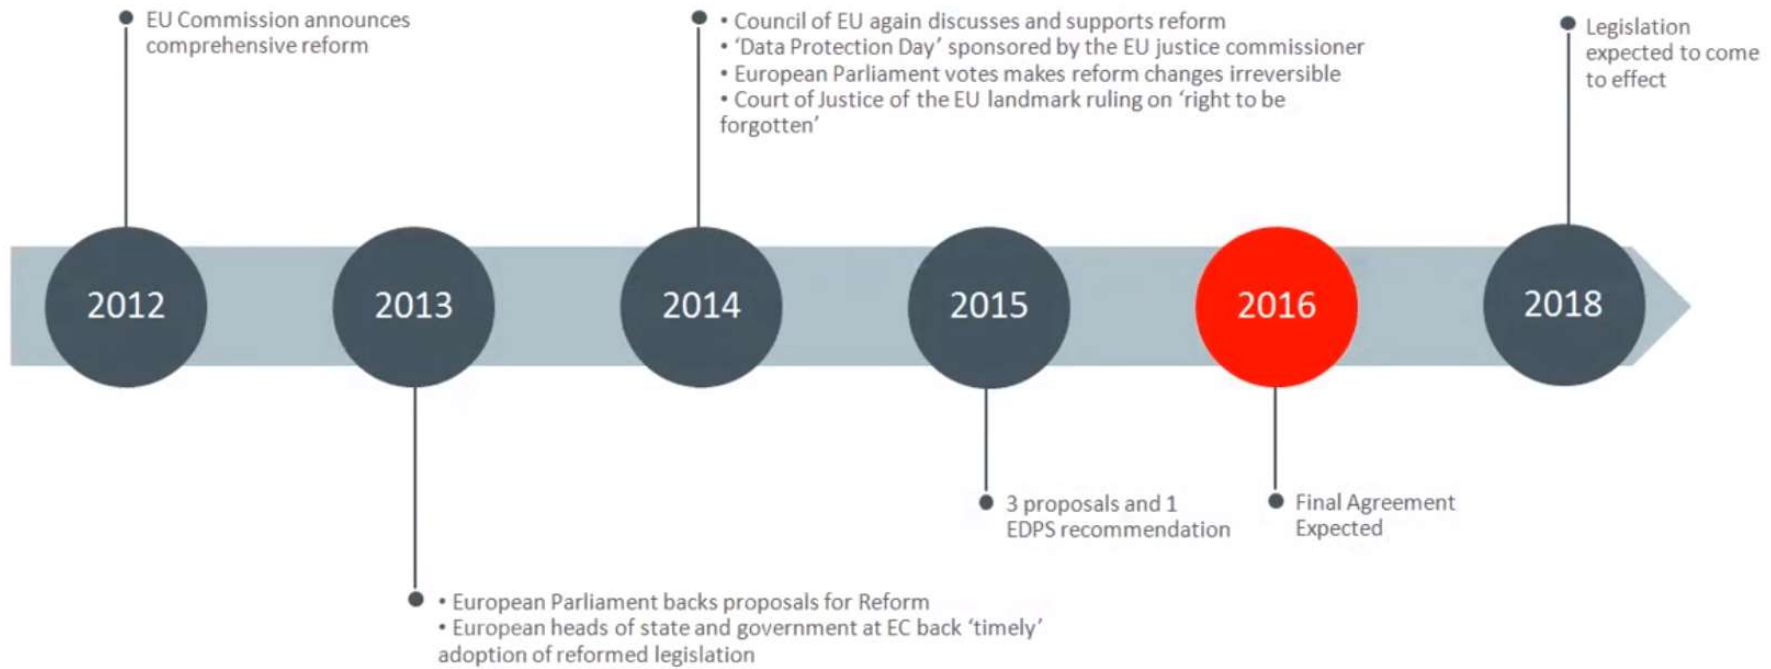 EU Commission announces
comprehensive reform
• Council of EU again discusses and supports reform
• ‘Data Protection Day’ sponsored by the EU justice commissioner
• European Parliament votes makes reform changes irreversible
• Court of Justice of the EU landmark ruling on ‘right to be
forgotten’
Legislation
expected to come
to effect
2012
2013
2014
2015
2016
2018
3 proposals and 1
EDPS recommendation
Final Agreement
Expected
• European Parliament backs proposals for Reform
• European heads of state and government at EC back ‘timely’
adoption of reformed legislation